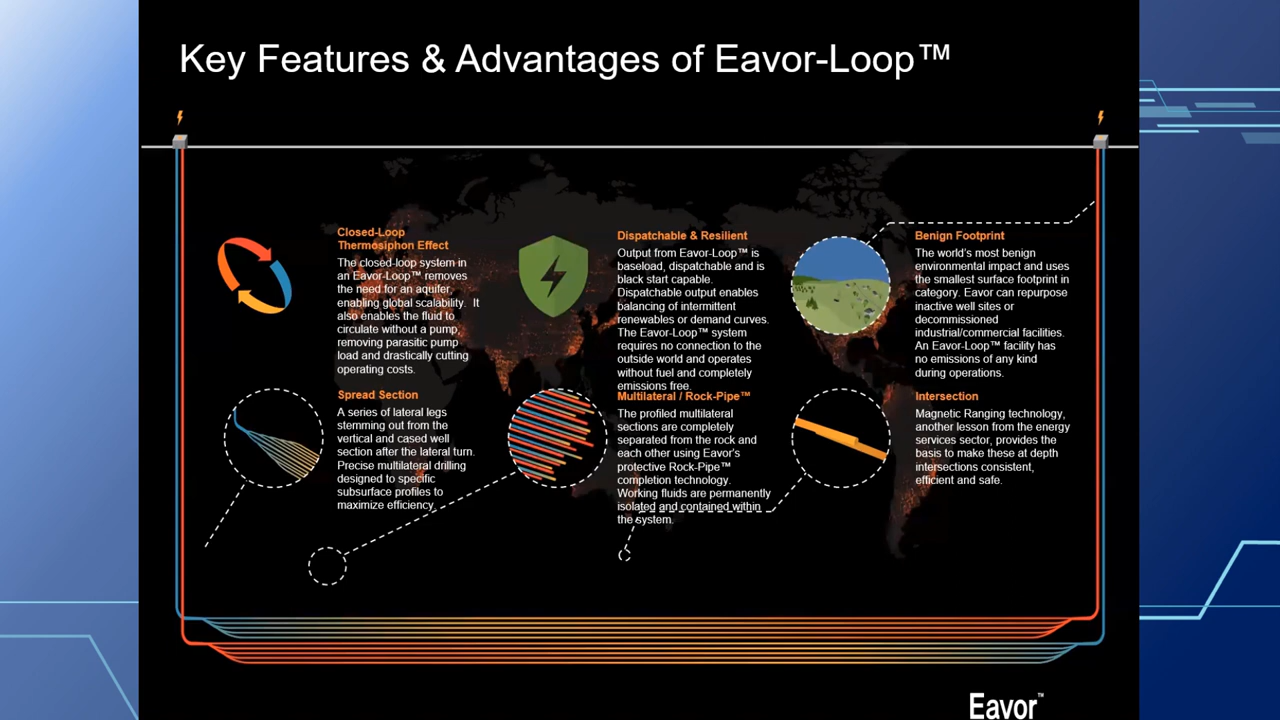 Key Features & Advantages of Eavor-Loop™
Closed-Loop
Thermosiphon Effect
The closed-loop system in
an Eavor-Loop™ removes
the need for an aquifer,
enabling global scalability. It
also enables the fluid to
circulate without a pump,
removing parasitic pump
load and drastically cutting
operating costs.
Dispatchable & Resilient
Output from Eavor-Loop™ is
baseload, dispatchable and is
black start capable.
Dispatchable output enables
balancing of intermittent
renewables or demand curves.
The Eavor-Loop™ system
requires no connection to the
outside world and operates
without fuel and completely
emissions free.
Benign Footprint
The world's most benign
environmental impact and uses
the smallest surface footprint in
category. Eavor can repurpose
inactive well sites or
decommissioned
industrial/commercial facilities.
An Eavor-Loop™ facility has
no emissions of any kind
during operations.
Spread Section
A series of lateral legs
stemming out from the
vertical and cased well
section after the lateral turn.
Precise multilateral drilling
designed to specific
subsurface profiles to
maximize efficiency.
Multilateral / Rock-Pipe™
The profiled multilateral
sections are completely
separated from the rock and
each other using Eavor's
protective Rock-Pipe™
completion technology.
Working fluids are permanently
isolated and contained within
the system.
Intersection
Magnetic Ranging technology,
another lesson from the energy
services sector, provides the
basis to make these at depth
intersections consistent,
efficient and safe.
Eavor™